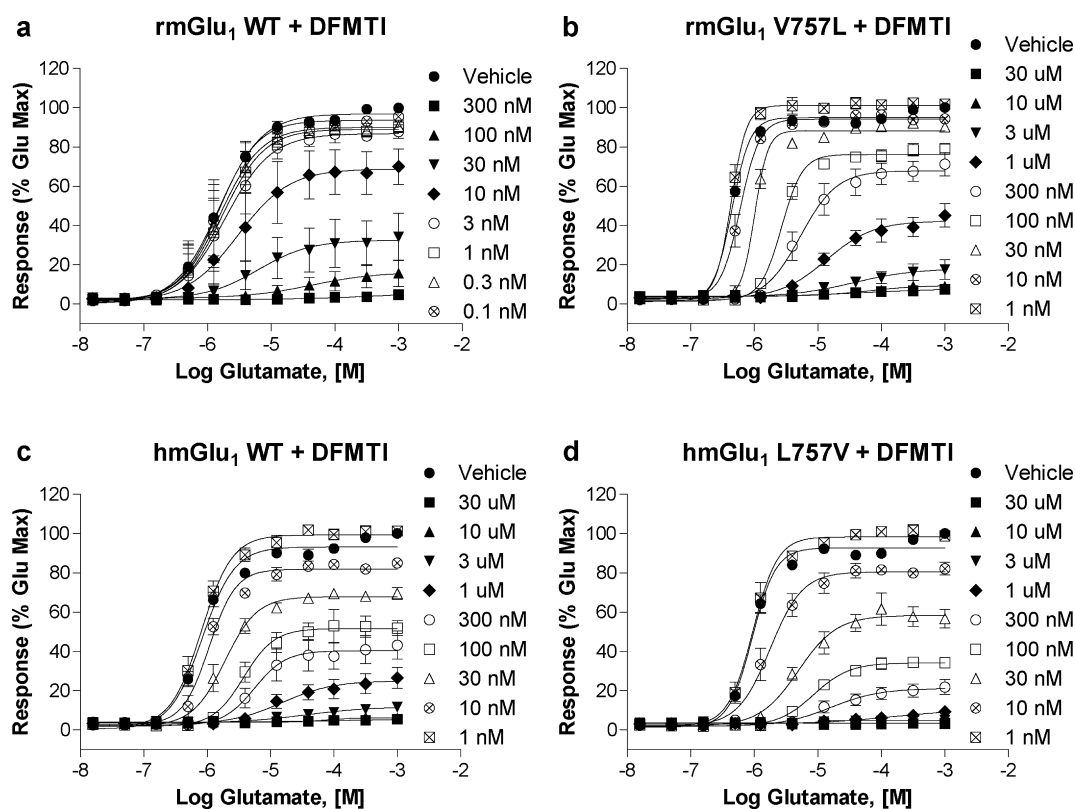 a
rmGlu₁ WT + DFMTI
Response (% Glu Max)
120
100
80
60
40
20
0
-8 -7 -6 -5 -4 -3 -2
Log Glutamate, [M]
Vehicle
300 nM
100 nM
30 nM
10 nM
3 nM
1 nM
0.3 nM
0.1 nM
b
rmGlu₁ V757L + DFMTI
Response (% Glu Max)
120
100
80
60
40
20
0
-8 -7 -6 -5 -4 -3 -2
Log Glutamate, [M]
Vehicle
30 uM
10 uM
3 uM
1 uM
300 nM
100 nM
30 nM
10 nM
1 nM
c
hmGlu₁ WT + DFMTI
Response (% Glu Max)
120
100
80
60
40
20
0
-8 -7 -6 -5 -4 -3 -2
Log Glutamate, [M]
Vehicle
30 uM
10 uM
3 uM
1 uM
300 nM
100 nM
30 nM
10 nM
1 nM
d
hmGlu₁ L757V + DFMTI
Response (% Glu Max)
120
100
80
60
40
20
0
-8 -7 -6 -5 -4 -3 -2
Log Glutamate, [M]
Vehicle
30 uM
10 uM
3 uM
1 uM
300 nM
100 nM
30 nM
10 nM
1 nM